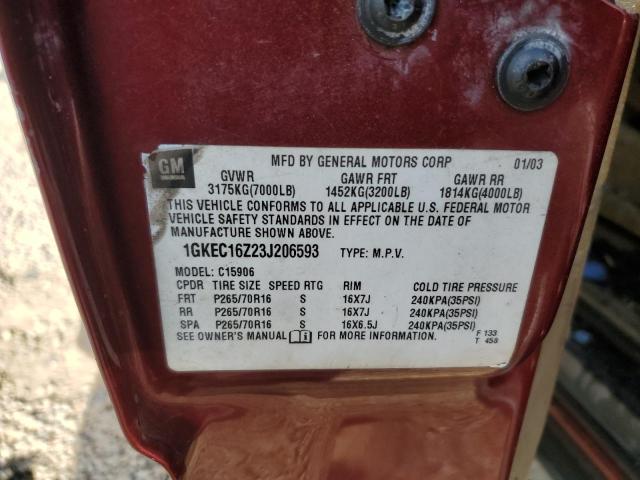 GM
MFD BY GENERAL MOTORS CORP 01/03
GVWR GAWR FRT GAWR RR
3175KG(7000LB) 1452KG(3200LB) 1814KG(4000LB)
THIS VEHICLE CONFORMS TO ALL APPLICABLE U.S. FEDERAL MOTOR
VEHICLE SAFETY STANDARDS IN EFFECT ON THE DATE OF
MANUFACTURE SHOWN ABOVE.
1GKEC16Z23J206593 TYPE: M.P.V.
MODEL: C15906
CPDR TIRE SIZE SPEED RTG RIM COLD TIRE PRESSURE
FRT P265/70R16 S 16X7J 240KPA(35PSI)
RR P265/70R16 S 16X7J 240KPA(35PSI)
SPA P265/70R16 S 16X6.5J 240KPA(35PSI)
SEE OWNER'S MANUAL FOR MORE INFORMATION.
F 133
T 458